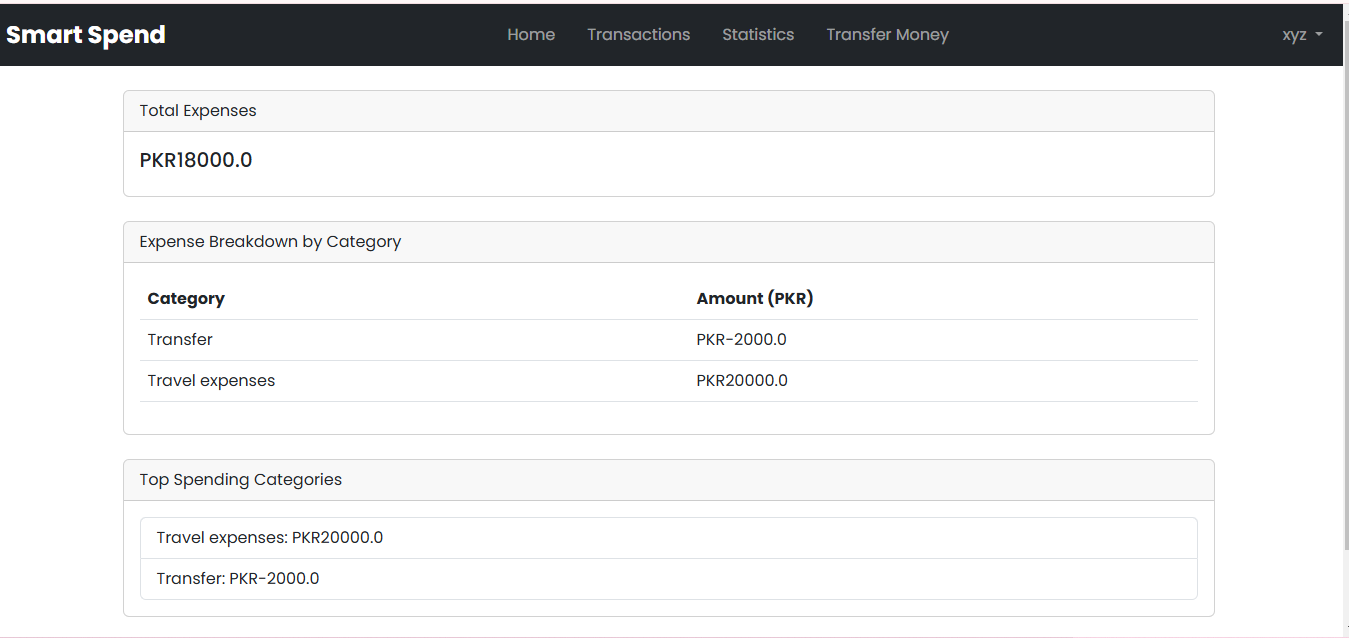 Smart Spend Home Transactions Statistics Transfer Money xyz
Total Expenses
PKR18000.0
Expense Breakdown by Category
Category Amount (PKR)
Transfer PKR-2000.0
Travel expenses PKR20000.0
Top Spending Categories
Travel expenses: PKR20000.0
Transfer: PKR-2000.0